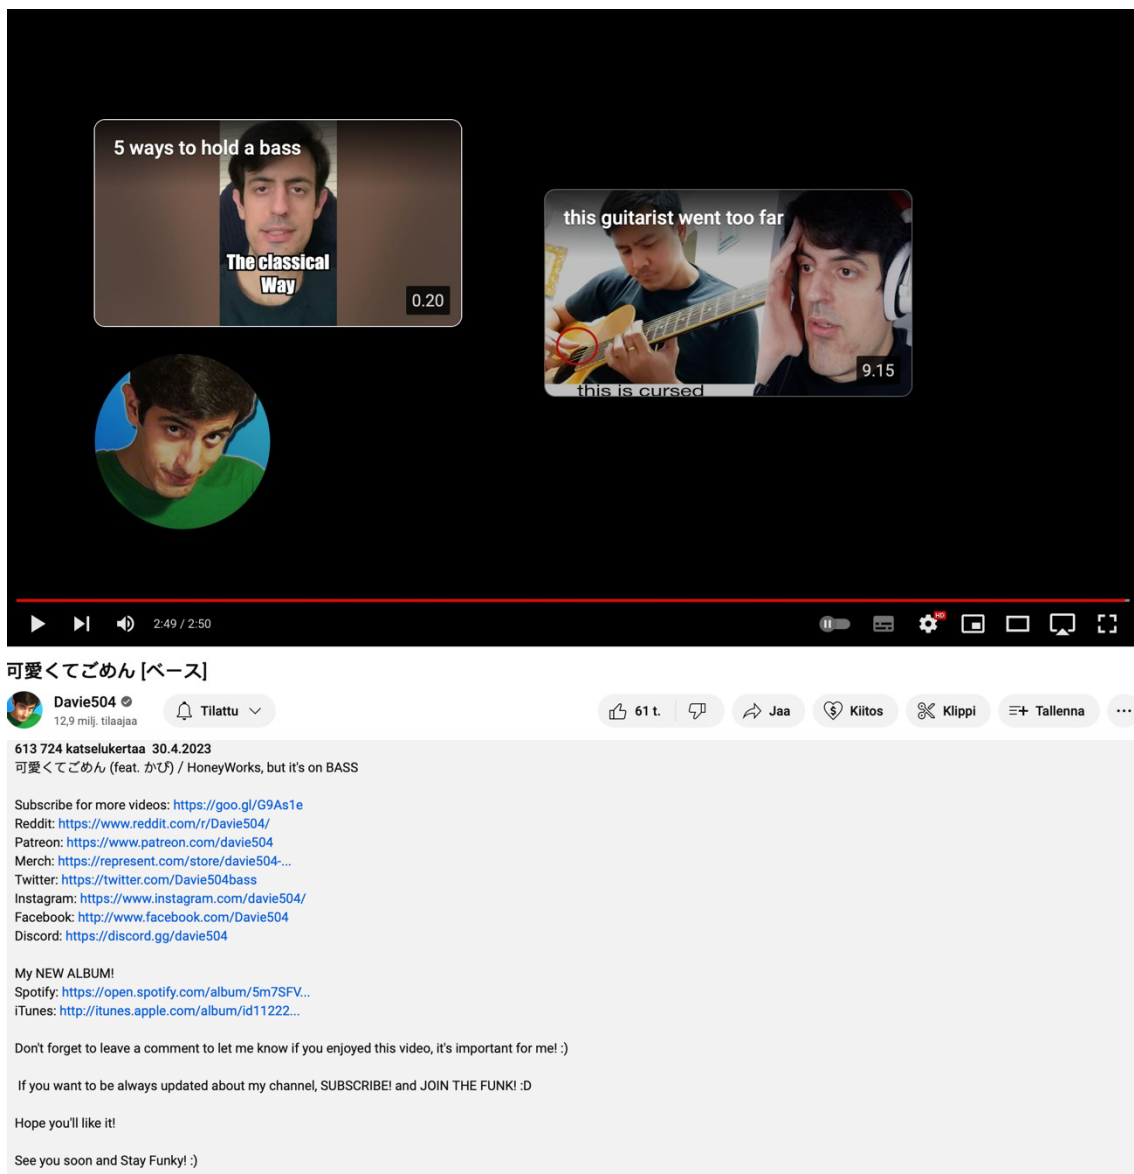 5 ways to hold a bass
The classical
Way
0.20
this guitarist went too far
this is cursed
9.15
2:49 / 2:50
HD
可愛くてごめん [ベース]
Davie504
12,9 milj. tilaajaa
Tilattu
61 t.
Jaa
Kiitos
Klippi
Tallenna
613 724 katselukertaa 30.4.2023
可愛くてごめん (feat. かぴ) / HoneyWorks, but it's on BASS
Subscribe for more videos: https://goo.gl/G9As1e
Reddit: https://www.reddit.com/r/Davie504/
Patreon: https://www.patreon.com/davie504
Merch: https://represent.com/store/davie504-...
Twitter: https://twitter.com/Davie504bass
Instagram: https://www.instagram.com/davie504/
Facebook: http://www.facebook.com/Davie504
Discord: https://discord.gg/davie504
My NEW ALBUM!
Spotify: https://open.spotify.com/album/5m7SFV...
iTunes: http://itunes.apple.com/album/id11222...
Don't forget to leave a comment to let me know if you enjoyed this video, it's important for me! :)
If you want to be always updated about my channel, SUBSCRIBE! and JOIN THE FUNK! :D
Hope you'll like it!
See you soon and Stay Funky! :)